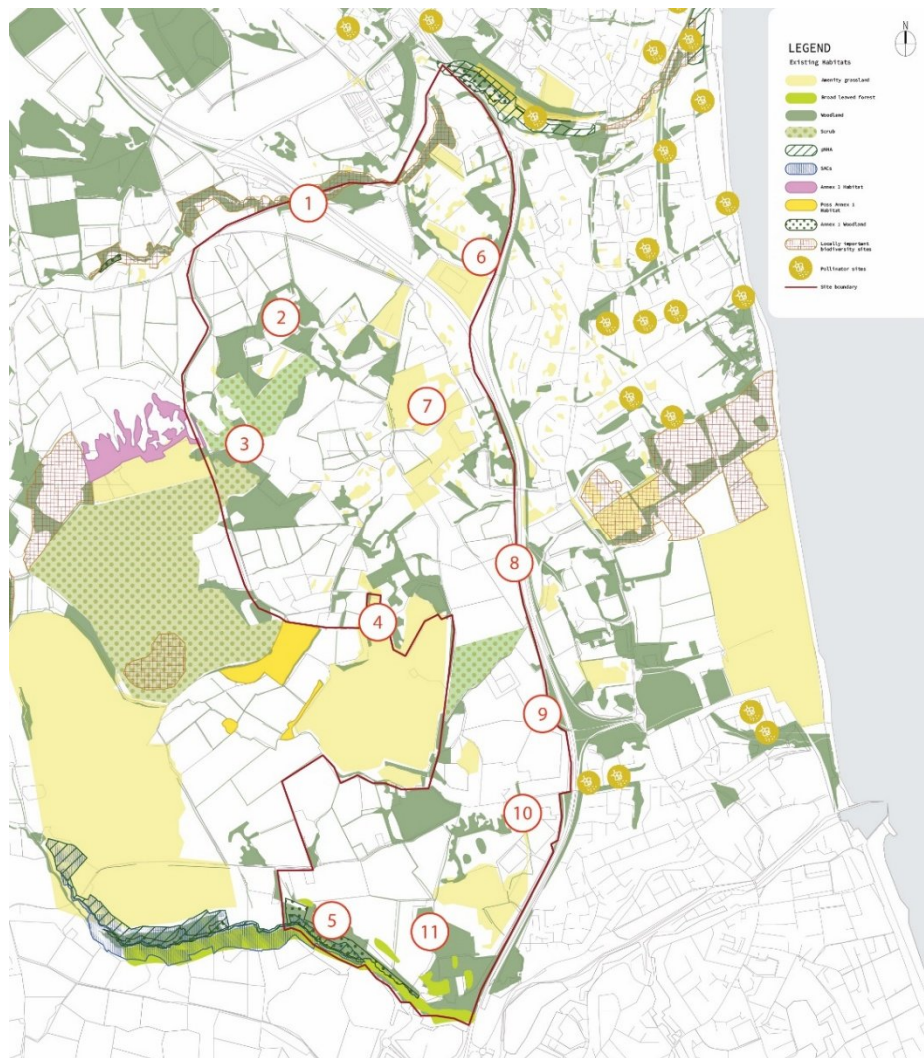 N
LEGEND
Existing Habitats
Amenity grassland
Broad leaved forest
Woodland
Scrub
pNHA
SACs
Annex 1 Habitat
Poss Annex 1
Habitat
Annex 1 Woodland
Locally important
biodiversity sites
Pollinator sites
Site boundary
1
6
2
7
3
8
4
9
10
5
11